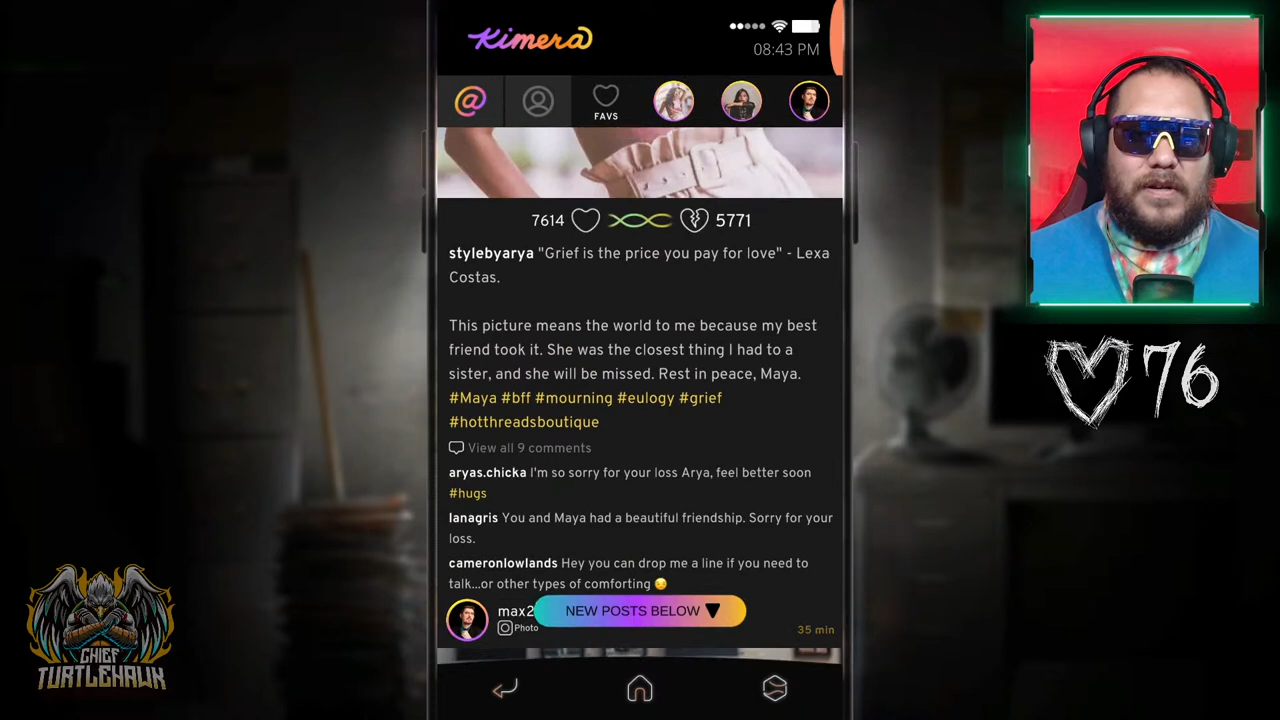 Kimera
08:43 PM
@
FAVS
7614 5771
stylebyarya "Grief is the price you pay for love" - Lexa
Costas.
This picture means the world to me because my best
friend took it. She was the closest thing I had to a
sister, and she will be missed. Rest in peace, Maya.
#Maya #bff #mourning #eulogy #grief
#hotthreadsboutique
View all 9 comments
aryas.chicka I'm so sorry for your loss Arya, feel better soon
#hugs
lanagris You and Maya had a beautiful friendship. Sorry for your
loss.
cameronlowlands Hey you can drop me a line if you need to
talk...or other types of comforting 😏
max2
NEW POSTS BELOW
Photo
35 min
76
CHIEF
TURTLEHAWK